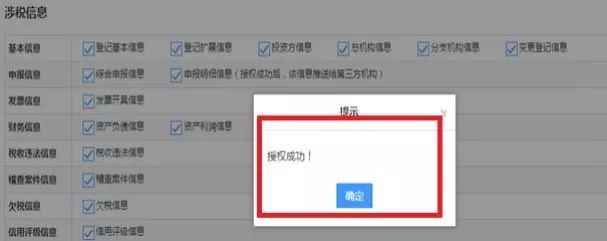 涉税信息
基本信息 登记基本信息 登记扩展信息 投资方信息 总机构信息 分支机构信息 变更登记信息
申报信息 综合申报信息 申报明细信息（授权成功后，该信息推送给第三方机构）
发票信息 发票开具信息
财务信息 资产负债信息 资产利润信息
税收违法信息 税收违法信息
稽查案件信息 稽查案件信息
欠税信息 欠税信息
信用评级信息 信用评级信息
提示
授权成功！
确定